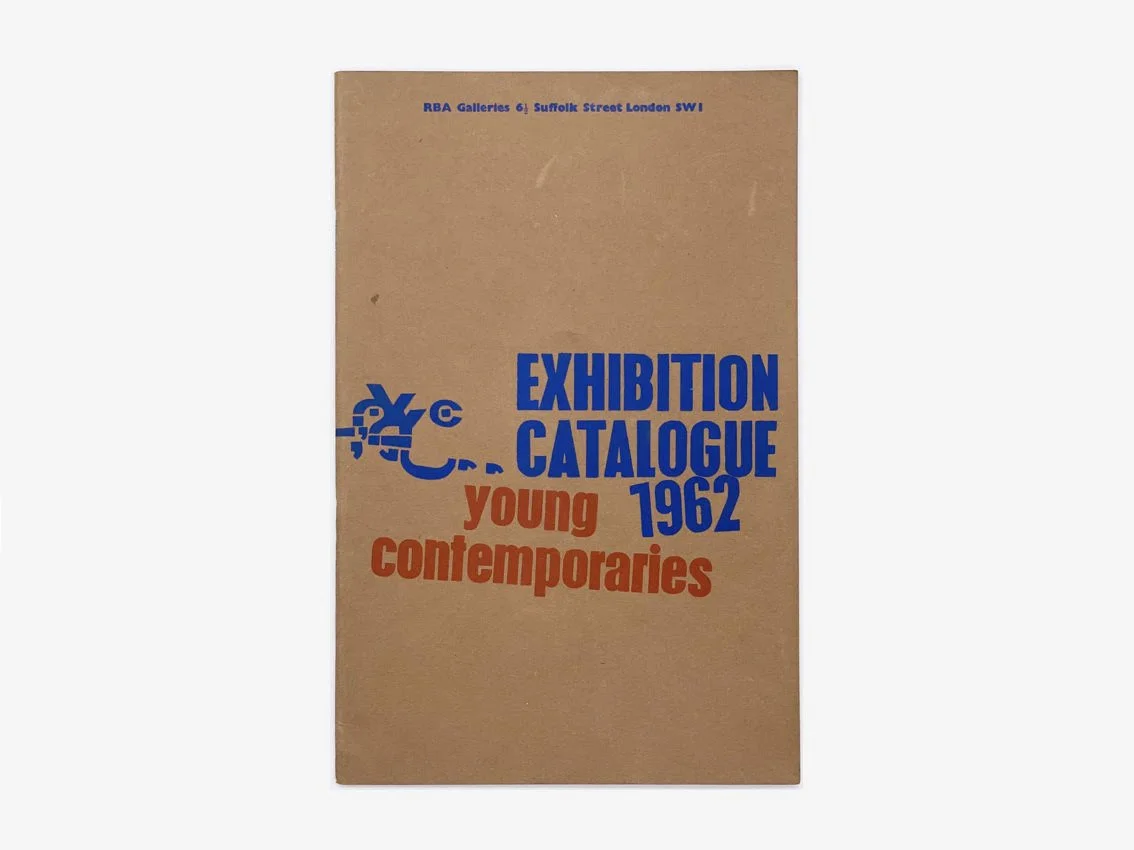 RBA Galleries 6½ Suffolk Street London SW1
EXHIBITION
CATALOGUE
1962
young
contemporaries